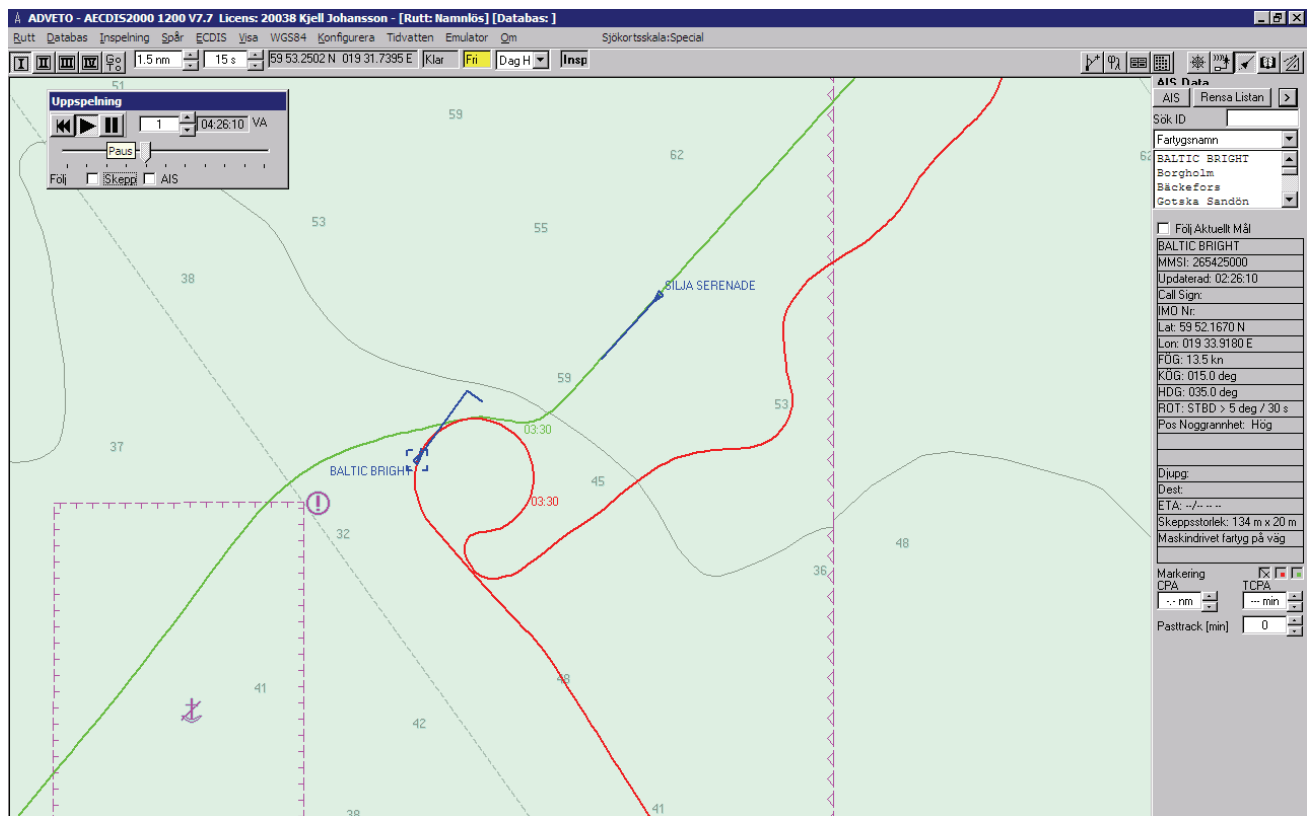 ADVETO - AECDIS2000 1200 V7.7 Licens: 20038 Kjell Johansson - [Rutt: Namnlös] [Databas: ]
Rutt Databas Inspelning Spår ECDIS Visa WGS84 Konfigurera Tidvatten Emulator Om Sjökortsskala:Special
I II III IV 1.5 nm 15 s 59 53.2502 N 019 31.7395 E Klar Fri Dag H Insp
Uppspelning
1 04:26:10 VA
Paus
Följ Skepp AIS
51
59
62
62
53
55
38
SILJA SERENADE
59
53
03:30
37
BALTIC BRIGHT
45
03:30
32
48
36
41
48
42
38
41
AIS Data
AIS Rensa Listan >
Sök ID
Fartygsnamn
BALTIC BRIGHT
Borgholm
Bäckefors
Gotska Sandön
Följ Aktuellt Mål
BALTIC BRIGHT
MMSI: 265425000
Updaterad: 02:26:10
Call Sign:
IMO Nr:
Lat: 59 52.1670 N
Lon: 019 33.9180 E
FÖG: 13.5 kn
KÖG: 015.0 deg
HDG: 035.0 deg
ROT: STBD > 5 deg / 30 s
Pos Noggrannhet: Hög
Djupg:
Dest:
ETA: --/-- -- --
Skeppsstorlek: 134 m x 20 m
Maskindrivet fartyg på väg
Markering
CPA TCPA
-.- nm --- min
Pasttrack [min] 0